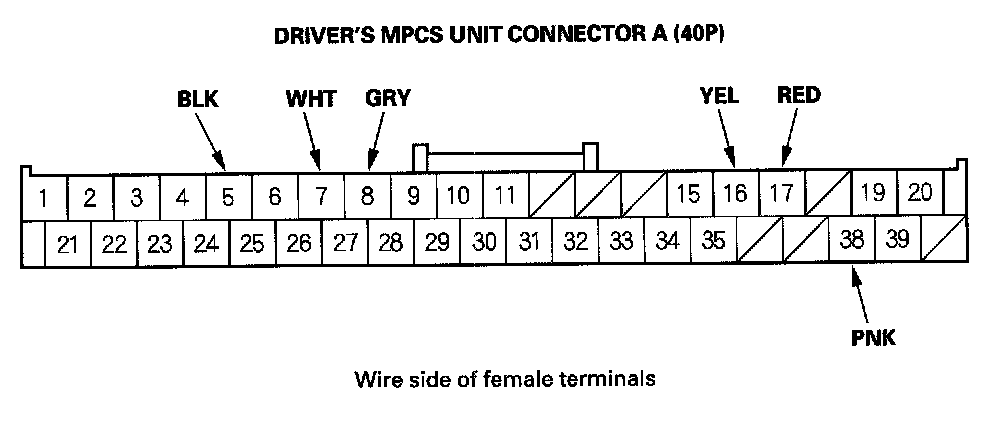 DRIVER'S MPCS UNIT CONNECTOR A (40P)
BLK WHT GRY YEL RED
1 2 3 4 5 6 7 8 9 10 11 15 16 17 19 20
21 22 23 24 25 26 27 28 29 30 31 32 33 34 35 38 39
PNK
Wire side of female terminals